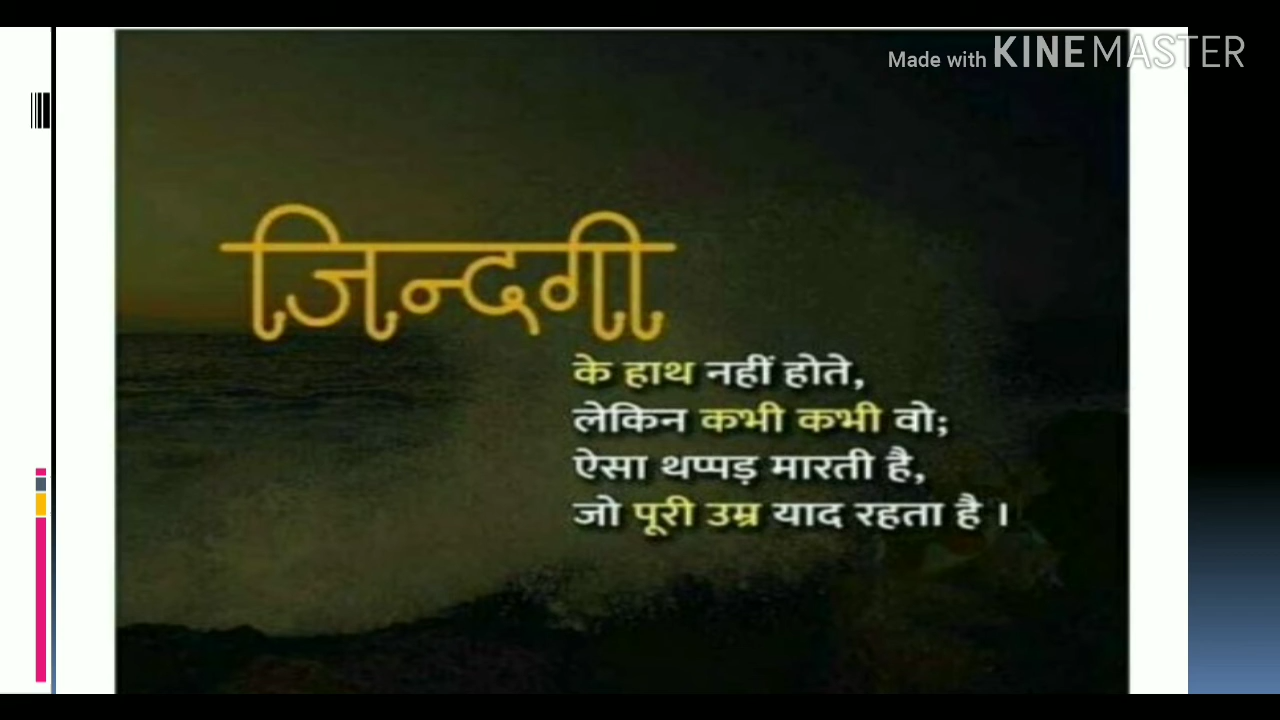 Made with KINEMASTER
जिन्दगी
के हाथ नहीं होते,
लेकिन कभी कभी वो;
ऐसा थप्पड़ मारती है,
जो पूरी उम्र याद रहता है ।